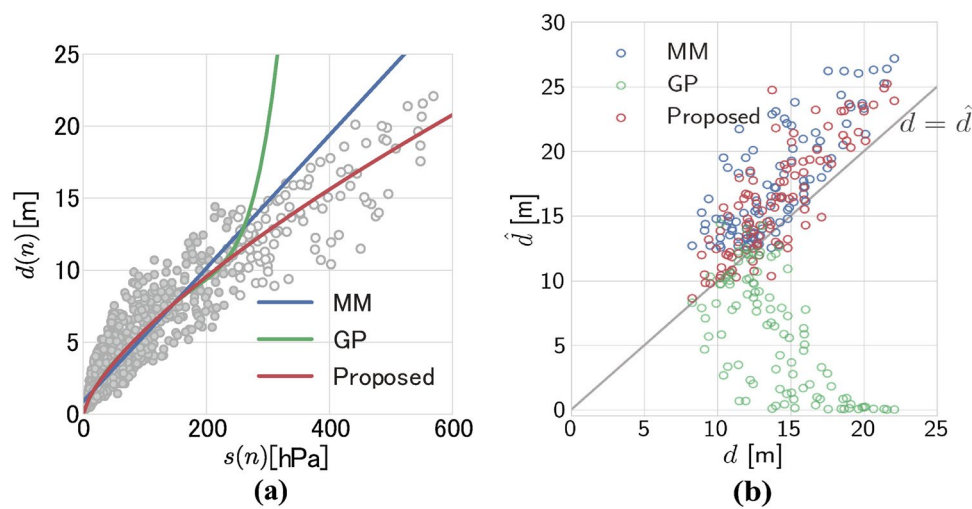 25
20
15
10
5
0
0 200 400 600
d(n) [m]
s(n)[hPa]
MM
GP
Proposed
(a)
30
25
20
15
10
5
0
0 5 10 15 20 25
d̂ [m]
d [m]
MM
GP
Proposed
d = d̂
(b)